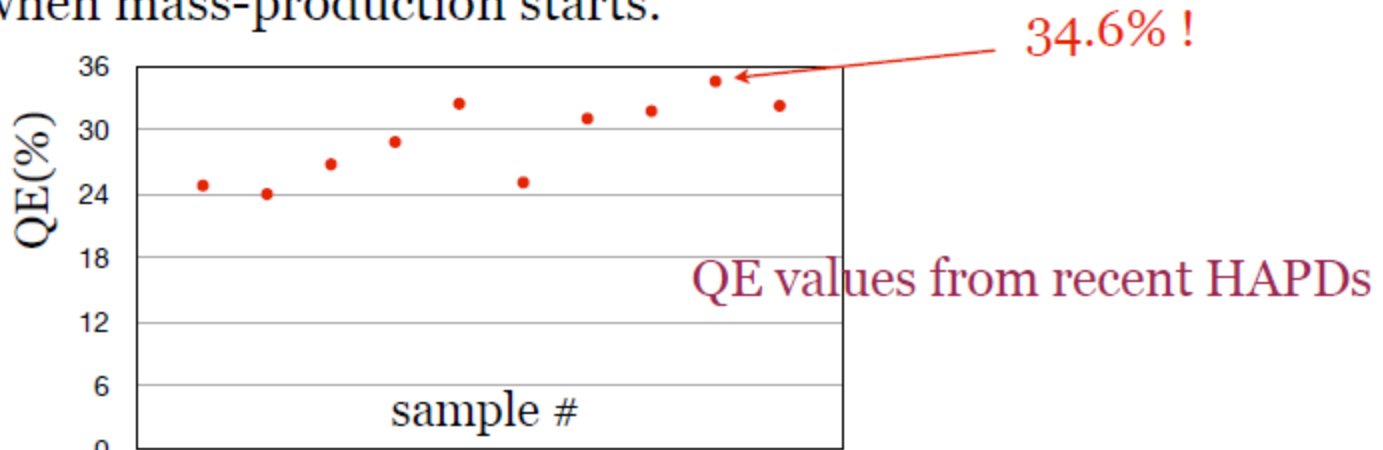 when mass-production starts.
34.6% !
36
30
24
18
12
6
0
QE(%)
QE values from recent HAPDs
sample #